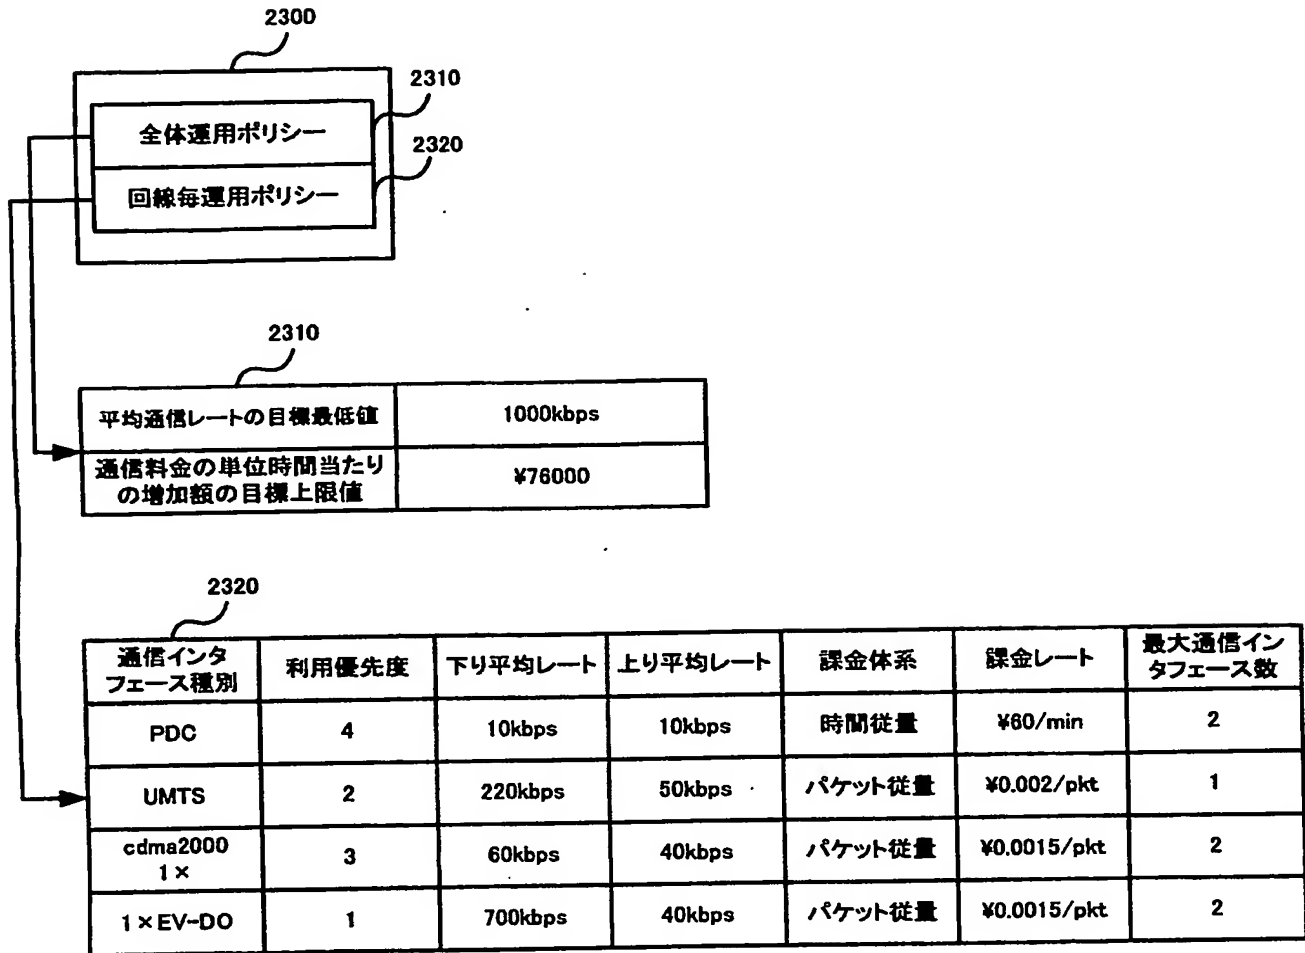 2300
2310
全体運用ポリシー
2320
回線毎運用ポリシー
2310
平均通信レートの目標最低値
1000kbps
通信料金の単位時間当たり
の増加額の目標上限値
¥76000
2320
通信インタ
フェース種別
利用優先度
下り平均レート
上り平均レート
課金体系
課金レート
最大通信イン
タフェース数
PDC
4
10kbps
10kbps
時間従量
¥60/min
2
UMTS
2
220kbps
50kbps
パケット従量
¥0.002/pkt
1
cdma2000
1×
3
60kbps
40kbps
パケット従量
¥0.0015/pkt
2
1×EV-DO
1
700kbps
40kbps
パケット従量
¥0.0015/pkt
2